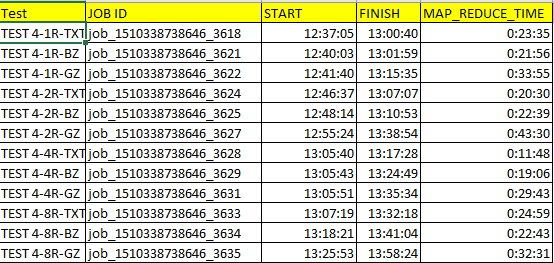 Test JOB ID START FINISH MAP_REDUCE_TIME
TEST 4-1R-TXT job_1510338738646_3618 12:37:05 13:00:40 0:23:35
TEST 4-1R-BZ job_1510338738646_3621 12:40:03 13:01:59 0:21:56
TEST 4-1R-GZ job_1510338738646_3622 12:41:40 13:15:35 0:33:55
TEST 4-2R-TXT job_1510338738646_3624 12:46:37 13:07:07 0:20:30
TEST 4-2R-BZ job_1510338738646_3625 12:48:14 13:10:53 0:22:39
TEST 4-2R-GZ job_1510338738646_3627 12:55:24 13:38:54 0:43:30
TEST 4-4R-TXT job_1510338738646_3628 13:05:40 13:17:28 0:11:48
TEST 4-4R-BZ job_1510338738646_3629 13:05:43 13:24:49 0:19:06
TEST 4-4R-GZ job_1510338738646_3631 13:05:51 13:35:34 0:29:43
TEST 4-8R-TXT job_1510338738646_3633 13:07:19 13:32:18 0:24:59
TEST 4-8R-BZ job_1510338738646_3634 13:18:21 13:41:04 0:22:43
TEST 4-8R-GZ job_1510338738646_3635 13:25:53 13:58:24 0:32:31